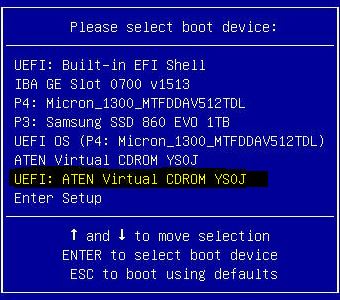 Please select boot device:
UEFI: Built-in EFI Shell
IBA GE Slot 0700 v1513
P4: Micron_1300_MTFDDAV512TDL
P3: Samsung SSD 860 EVO 1TB
UEFI OS (P4: Micron_1300_MTFDDAV512TDL)
ATEN Virtual CDROM YS0J
UEFI: ATEN Virtual CDROM YS0J
Enter Setup
↑ and ↓ to move selection
ENTER to select boot device
ESC to boot using defaults